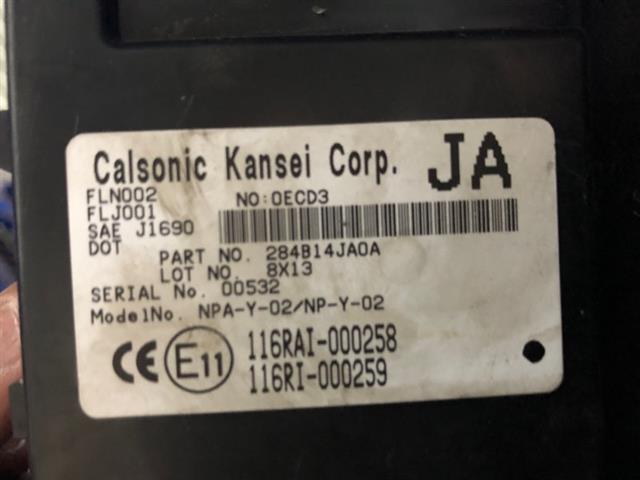 Calsonic Kansei Corp. JA
FLN002 NO:0ECD3
FLJ001
SAE J1690
DOT
PART NO. 284B14JA0A
LOT NO. 8X13
SERIAL No. 00532
ModelNo. NPA-Y-02/NP-Y-02
CE E11 116RAI-000258
116RI-000259